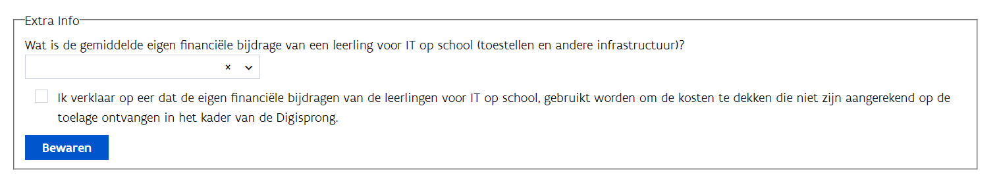 Extra Info
Wat is de gemiddelde eigen financiële bijdrage van een leerling voor IT op school (toestellen en andere infrastructuur)?
Ik verklaar op eer dat de eigen financiële bijdragen van de leerlingen voor IT op school, gebruikt worden om de kosten te dekken die niet zijn aangerekend op de
toelage ontvangen in het kader van de Digisprong.
Bewaren